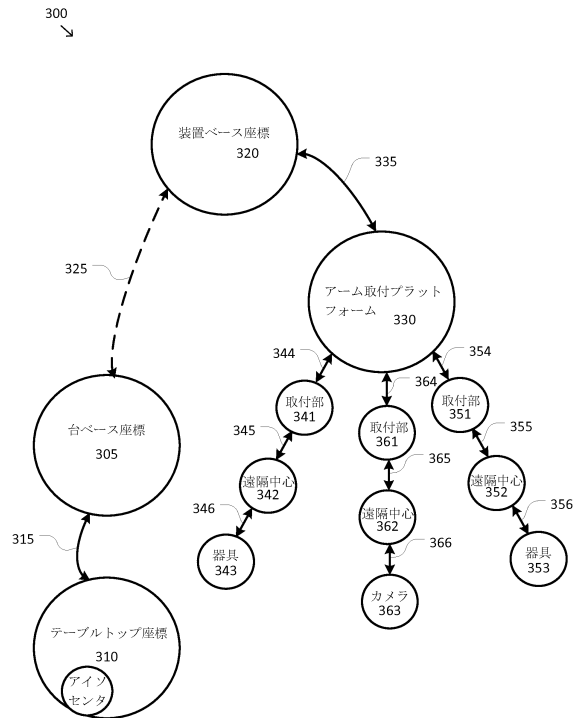 300
装置ベース座標
320
335
325
アーム取付プラット
フォーム 330
344
364
354
取付部
341
取付部
351
取付部
361
台ベース座標
305
345
365
355
遠隔中心
342
遠隔中心
352
遠隔中心
362
346
366
356
315
器具
343
器具
353
カメラ
363
テーブルトップ座標
310
アイソ
センタ